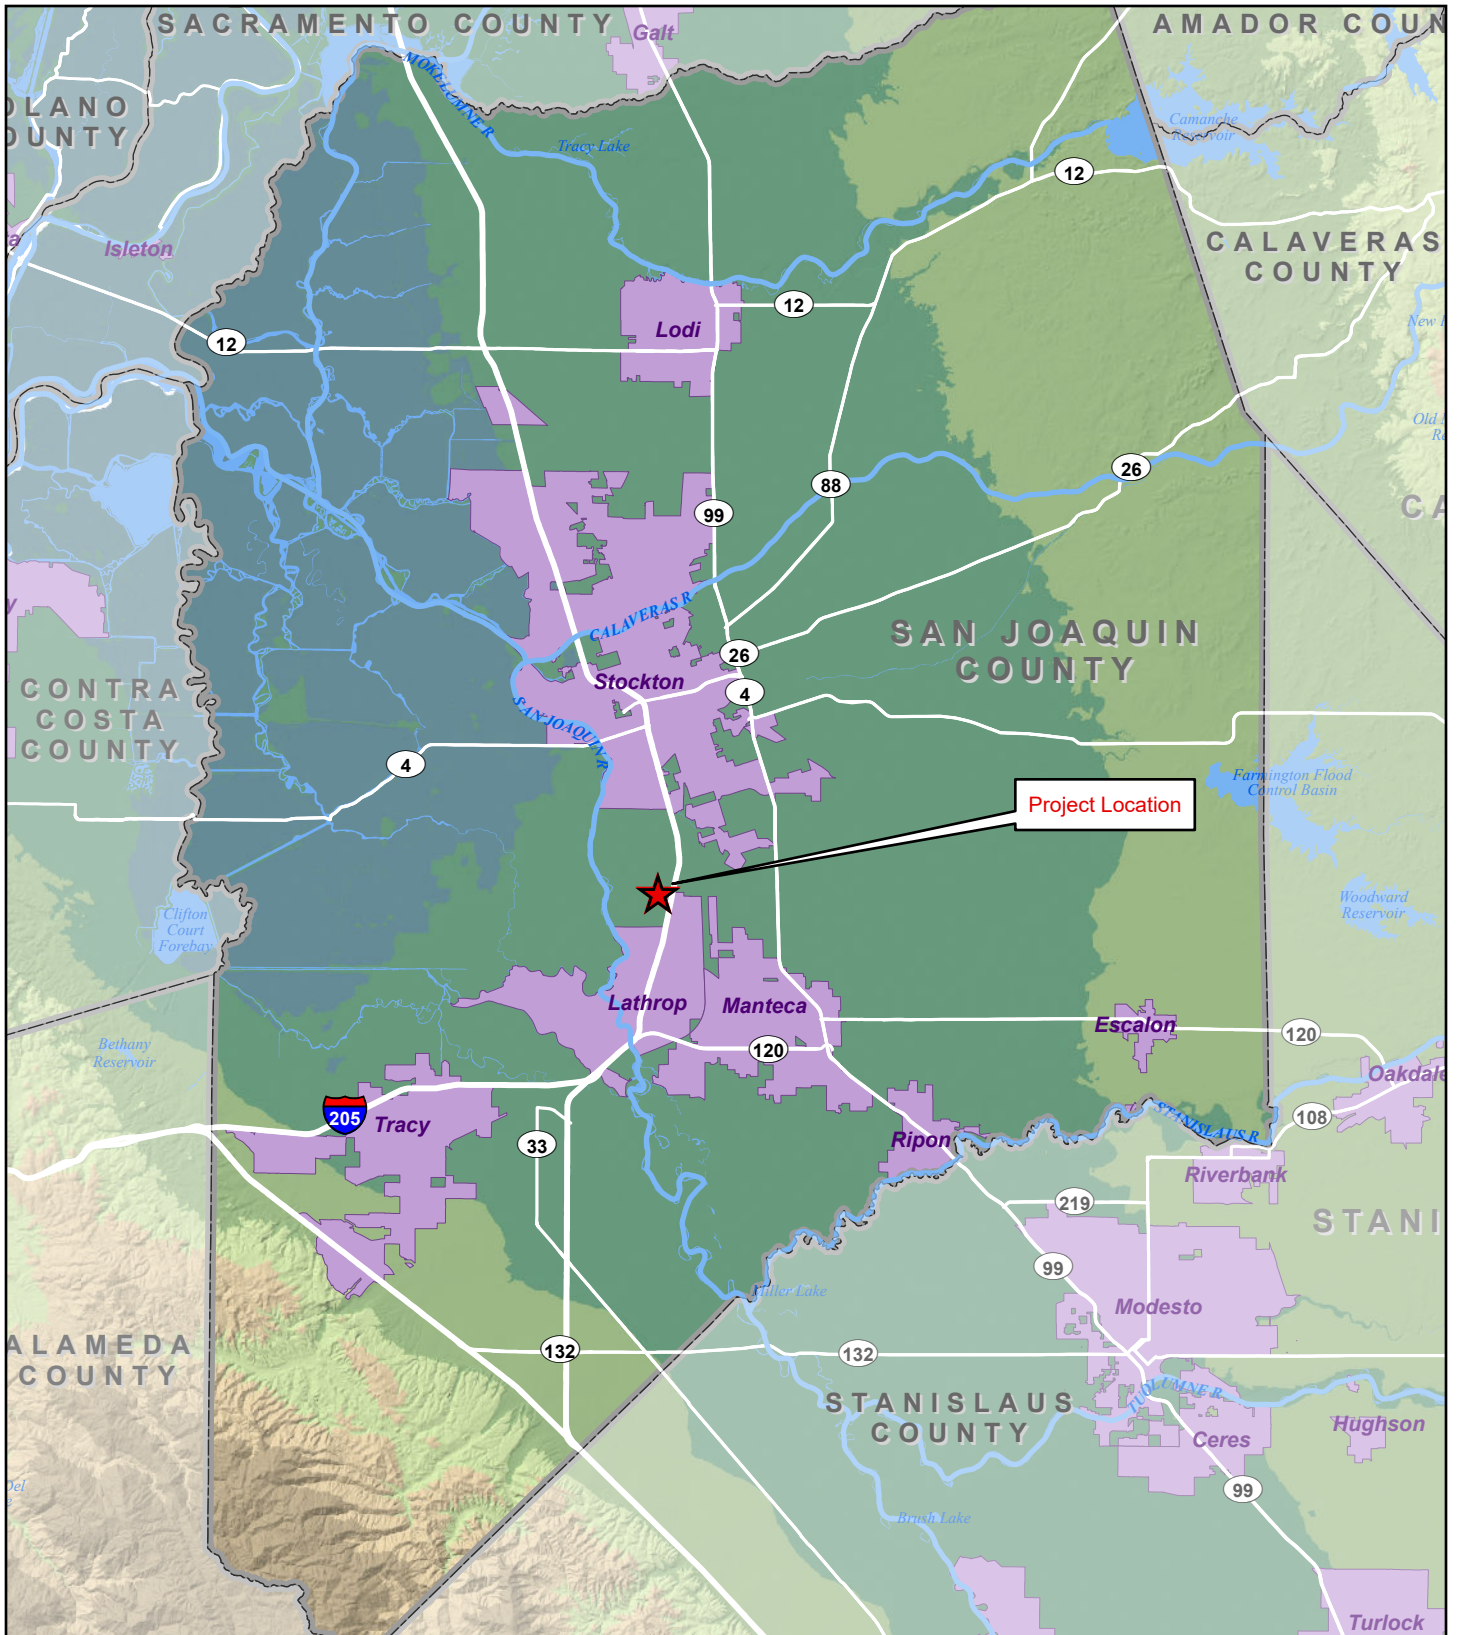 SACRAMENTO COUNTY
Galt
AMADOR COUN
MOKELUMNE R
OLANO
OUNTY
Tracy Lake
Camanche
Reservoir
12
Isleton
CALAVERAS
COUNTY
12
Lodi
12
New
Old
Re
26
88
99
CA
CALAVERAS R
SAN JOAQUIN
COUNTY
26
Stockton
4
CONTRA
COSTA
COUNTY
SAN JOAQUIN R
4
Farmington Flood
Control Basin
Project Location
Clifton
Court
Forebay
Woodward
Reservoir
Lathrop
Manteca
Escalon
120
120
Bethany
Reservoir
Oakdale
205
Tracy
STANISLAUS R
108
33
Ripon
Riverbank
219
STANI
99
Miller Lake
Modesto
ALAMEDA
COUNTY
132
132
TUOLUMNE R
STANISLAUS
COUNTY
Hughson
Ceres
Del
99
Brush Lake
Turlock